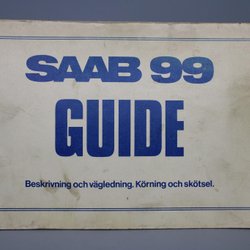 SAAB 99
GUIDE
Beskrivning och vägledning. Körning och skötsel.